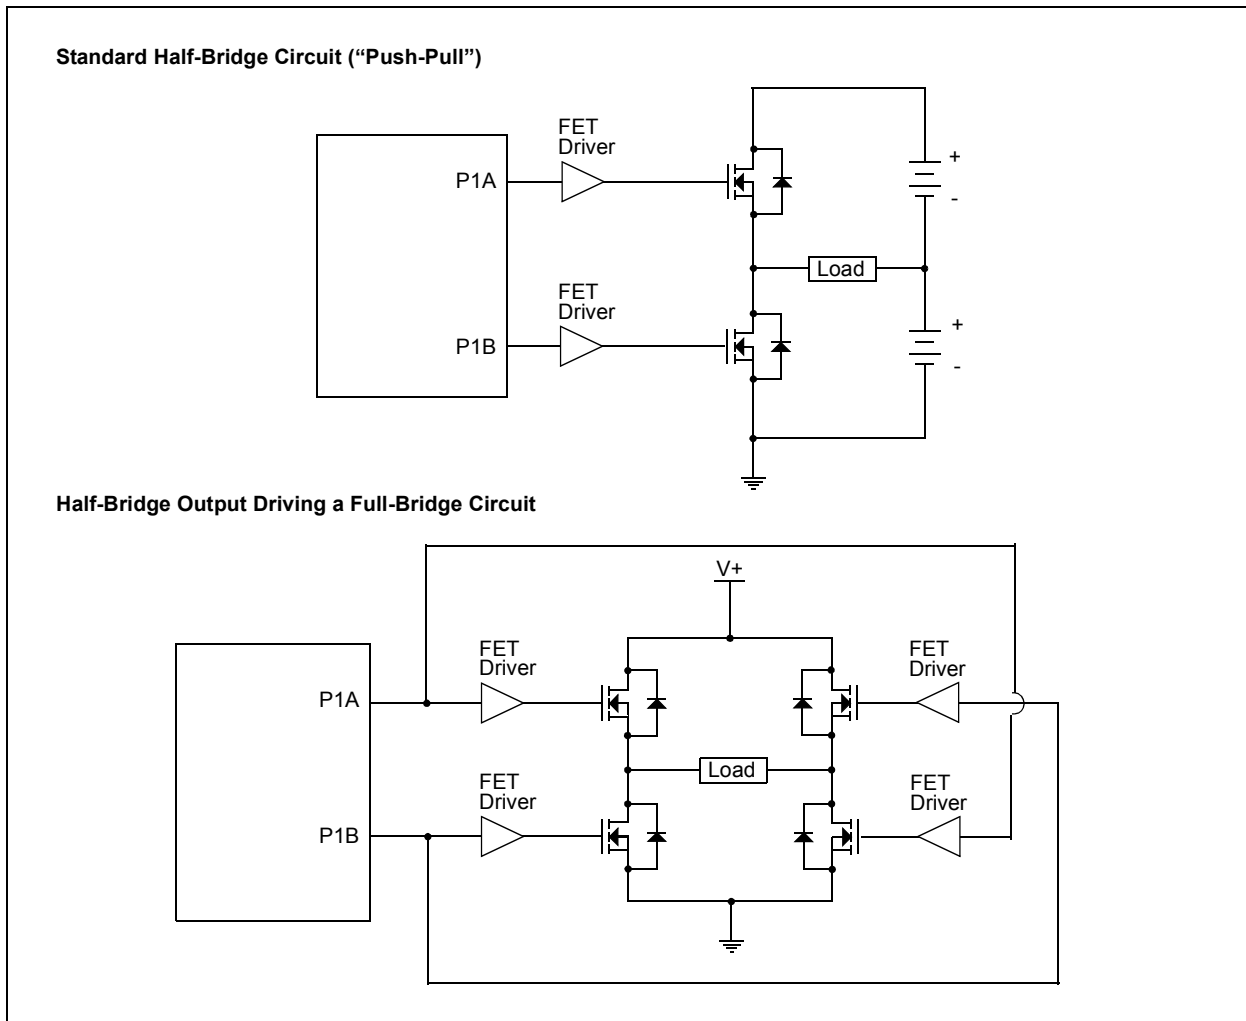 Standard Half-Bridge Circuit (“Push-Pull”)
FET
Driver
P1A
+
-
Load
FET
Driver
P1B
+
-
Half-Bridge Output Driving a Full-Bridge Circuit
V+
FET
Driver
FET
Driver
P1A
Load
FET
Driver
FET
Driver
P1B